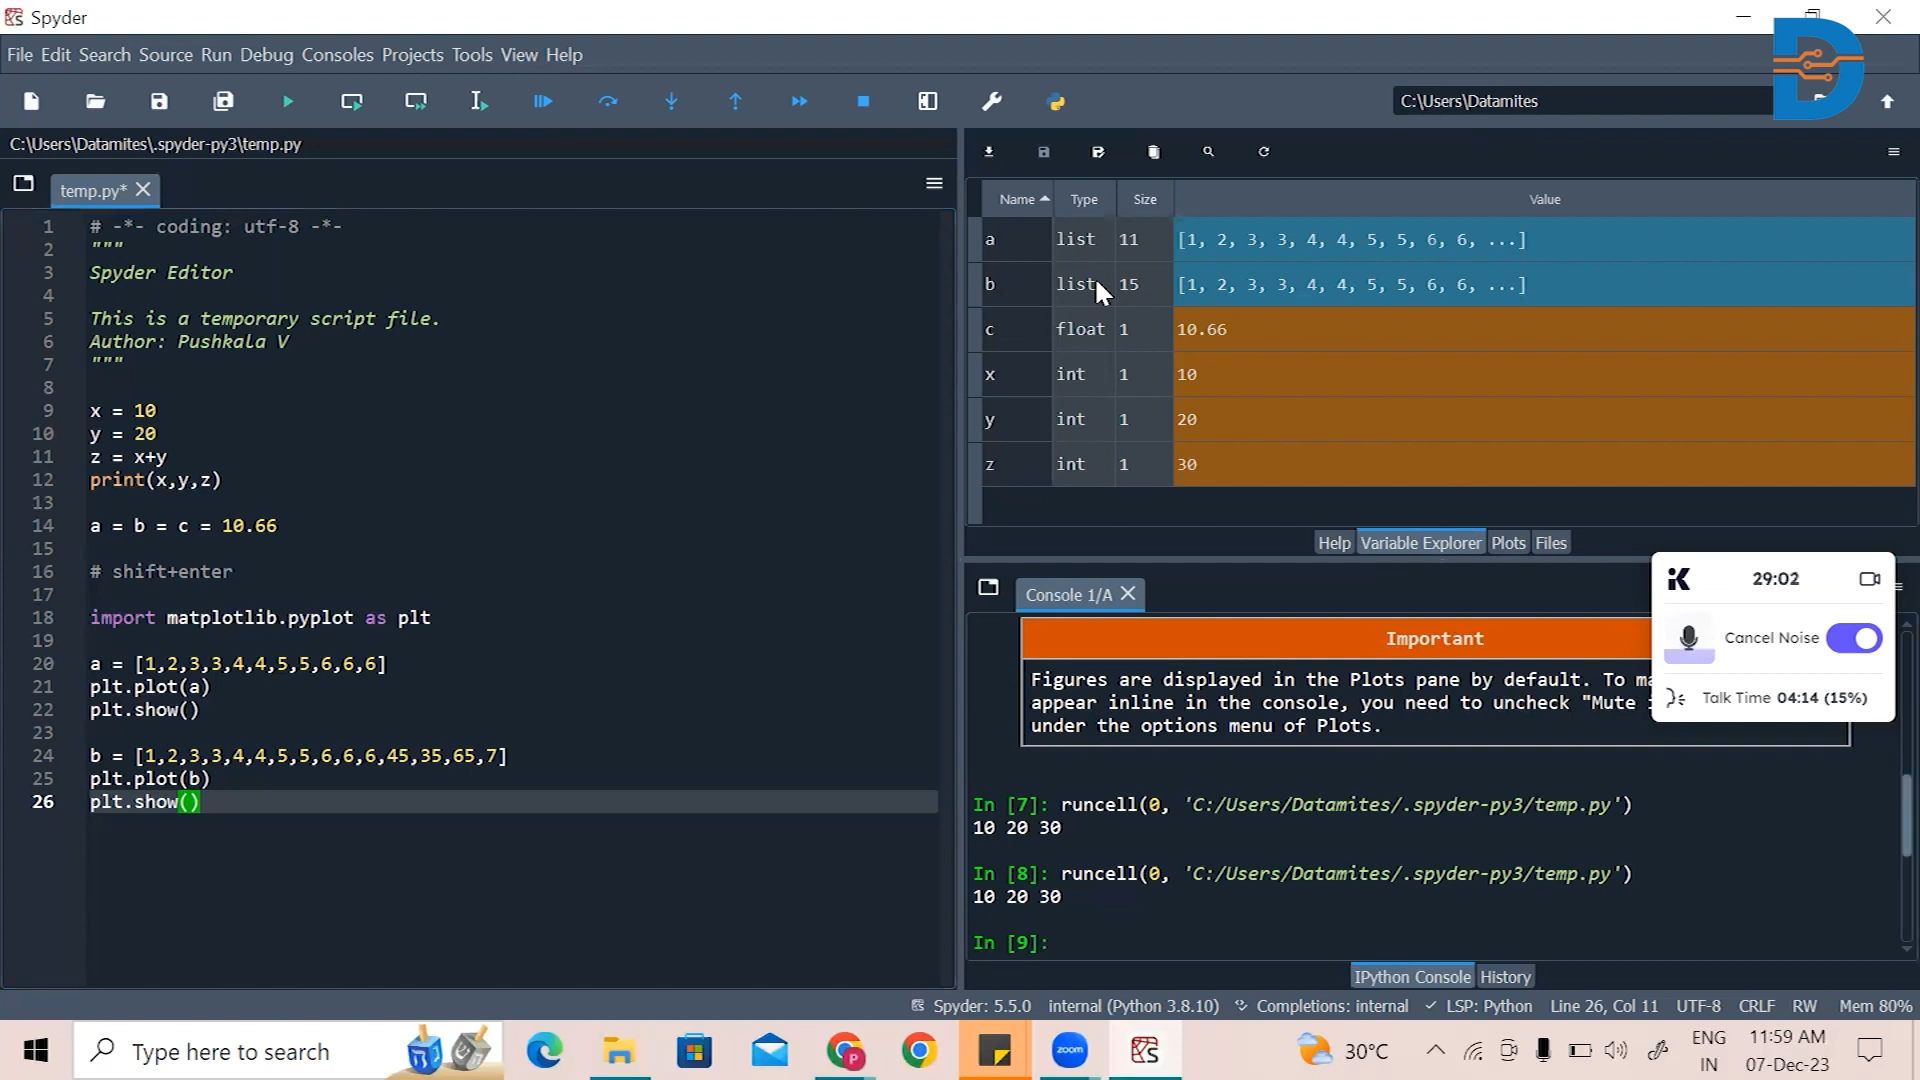 Spyder
File Edit Search Source Run Debug Consoles Projects Tools View Help
C:\Users\Datamites
C:\Users\Datamites\.spyder-py3\temp.py
temp.py*
1 # -*- coding: utf-8 -*-
2 """
3 Spyder Editor
4
5 This is a temporary script file.
6 Author: Pushkala V
7 """
8
9 x = 10
10 y = 20
11 z = x+y
12 print(x,y,z)
13
14 a = b = c = 10.66
15
16 # shift+enter
17
18 import matplotlib.pyplot as plt
19
20 a = [1,2,3,3,4,4,5,5,6,6,6]
21 plt.plot(a)
22 plt.show()
23
24 b = [1,2,3,3,4,4,5,5,6,6,6,45,35,65,7]
25 plt.plot(b)
26 plt.show()
Name Type Size Value
a list 11 [1, 2, 3, 3, 4, 4, 5, 5, 6, 6, ...]
b list 15 [1, 2, 3, 3, 4, 4, 5, 5, 6, 6, ...]
c float 1 10.66
x int 1 10
y int 1 20
z int 1 30
Help Variable Explorer Plots Files
Console 1/A
29:02
Cancel Noise
Talk Time 04:14 (15%)
Important
Figures are displayed in the Plots pane by default. To
appear inline in the console, you need to uncheck "Mute
under the options menu of Plots.
In [7]: runcell(0, 'C:/Users/Datamites/.spyder-py3/temp.py')
10 20 30
In [8]: runcell(0, 'C:/Users/Datamites/.spyder-py3/temp.py')
10 20 30
In [9]:
IPython Console History
Spyder: 5.5.0 internal (Python 3.8.10) Completions: internal LSP: Python Line 26, Col 11 UTF-8 CRLF RW Mem 80%
Type here to search
zoom
30°C
ENG
IN
11:59 AM
07-Dec-23